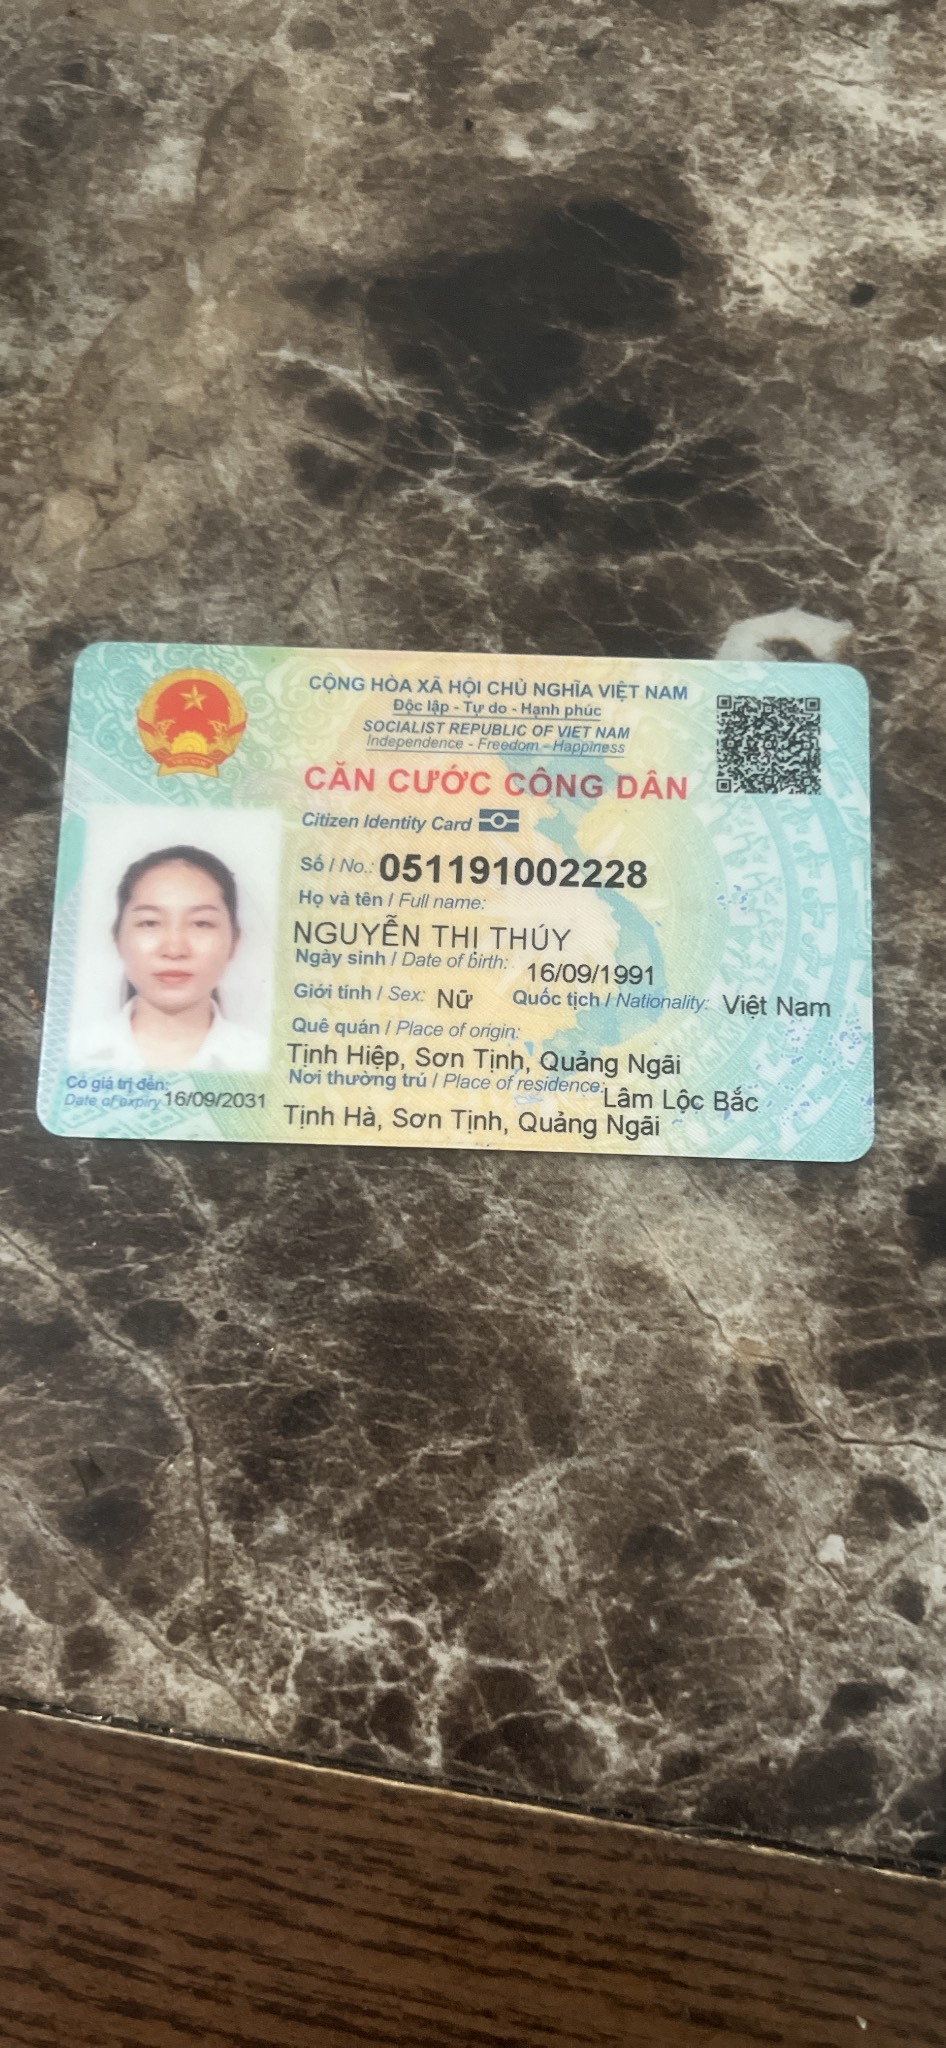 CỘNG HÒA XÃ HỘI CHỦ NGHĨA VIỆT NAM
Độc lập - Tự do - Hạnh phúc
SOCIALIST REPUBLIC OF VIET NAM
Independence - Freedom - Happiness
CĂN CƯỚC CÔNG DÂN
Citizen Identity Card
Số / No.: 051191002228
Họ và tên / Full name:
NGUYỄN THỊ THÚY
Ngày sinh / Date of birth: 16/09/1991
Giới tính / Sex: Nữ Quốc tịch / Nationality: Việt Nam
Quê quán / Place of origin:
Tịnh Hiệp, Sơn Tịnh, Quảng Ngãi
Nơi thường trú / Place of residence: Lâm Lộc Bắc
Tịnh Hà, Sơn Tịnh, Quảng Ngãi
Có giá trị đến:
Date of expiry 16/09/2031